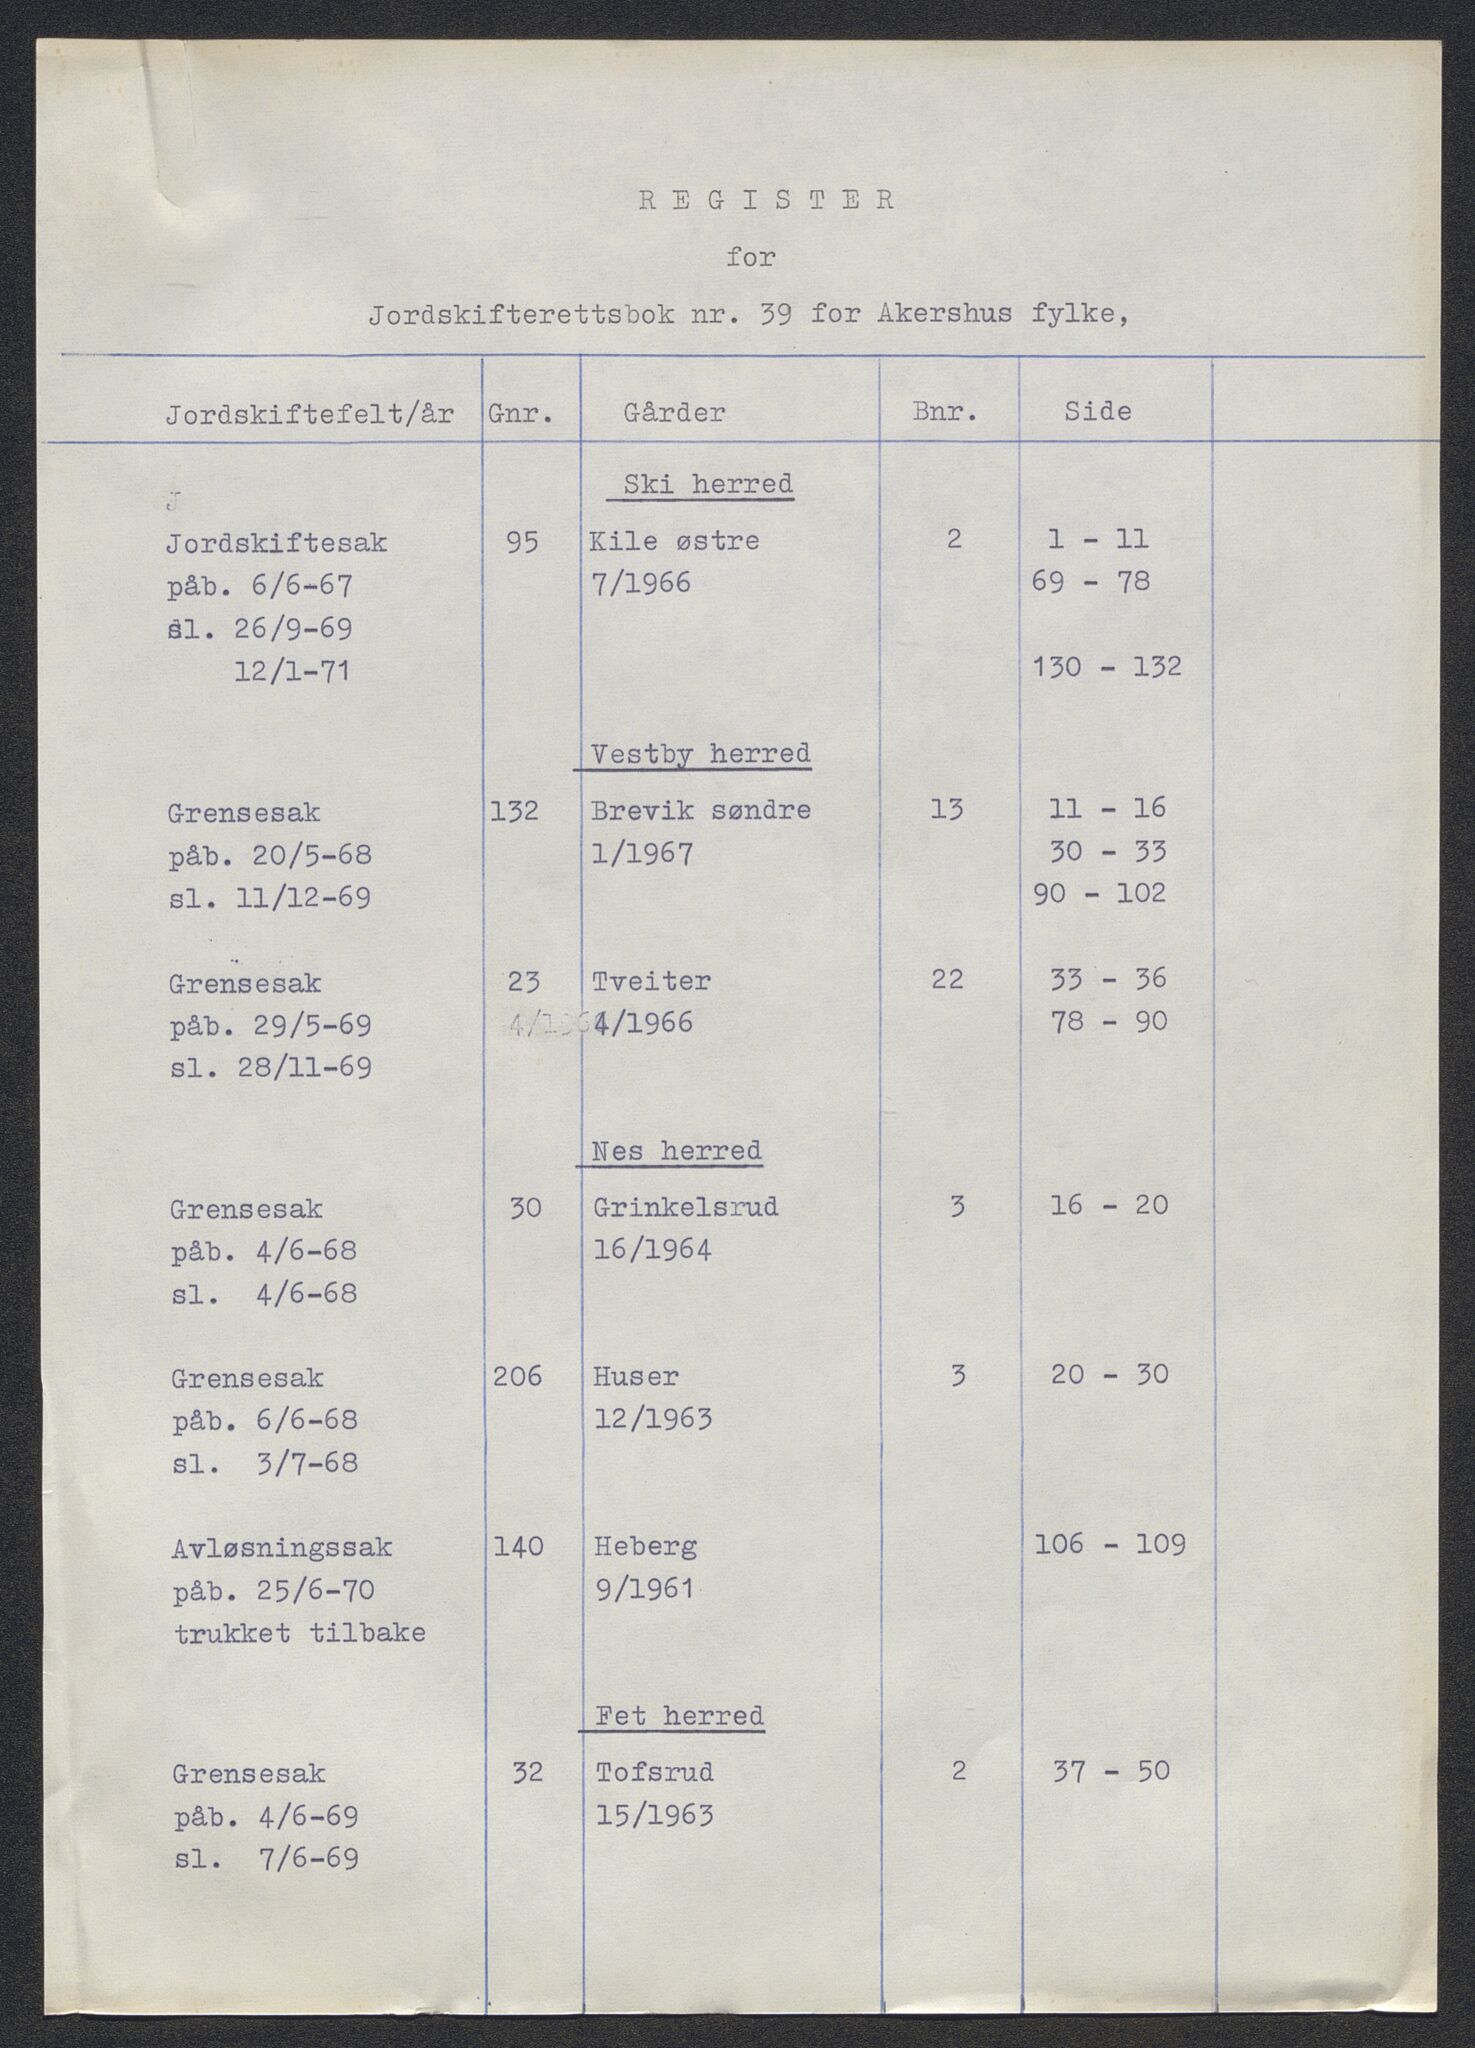 REGISTER
for
Jordskifterettsbok nr. 39 for Akershus fylke,
Jordskiftefelt/år Gnr. Gårder Bnr. Side
Ski herred
J
Jordskiftesak 95 Kile østre 2 1 - 11
påb. 6/6-67 7/1966 69 - 78
sl. 26/9-69
12/1-71 130 - 132
Vestby herred
Grensesak 132 Brevik søndre 13 11 - 16
påb. 20/5-68 1/1967 30 - 33
sl. 11/12-69 90 - 102
Grensesak 23 Tveiter 22 33 - 36
påb. 29/5-69 4/1966 78 - 90
sl. 28/11-69
Nes herred
Grensesak 30 Grinkelsrud 3 16 - 20
påb. 4/6-68 16/1964
sl. 4/6-68
Grensesak 206 Huser 3 20 - 30
påb. 6/6-68 12/1963
sl. 3/7-68
Avløsningssak 140 Heberg 106 - 109
påb. 25/6-70 9/1961
trukket tilbake
Fet herred
Grensesak 32 Tofsrud 2 37 - 50
påb. 4/6-69 15/1963
sl. 7/6-69